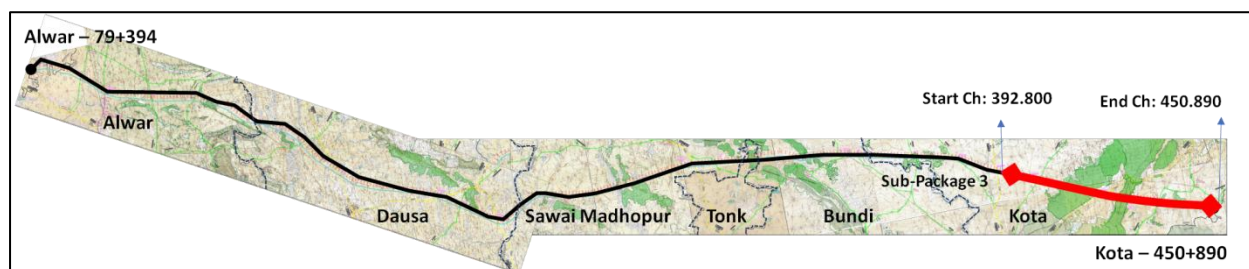 Alwar – 79+394
Start Ch: 392.800
End Ch: 450.890
Alwar
Sub-Package 3
Dausa
Sawai Madhopur
Tonk
Bundi
Kota
Kota – 450+890